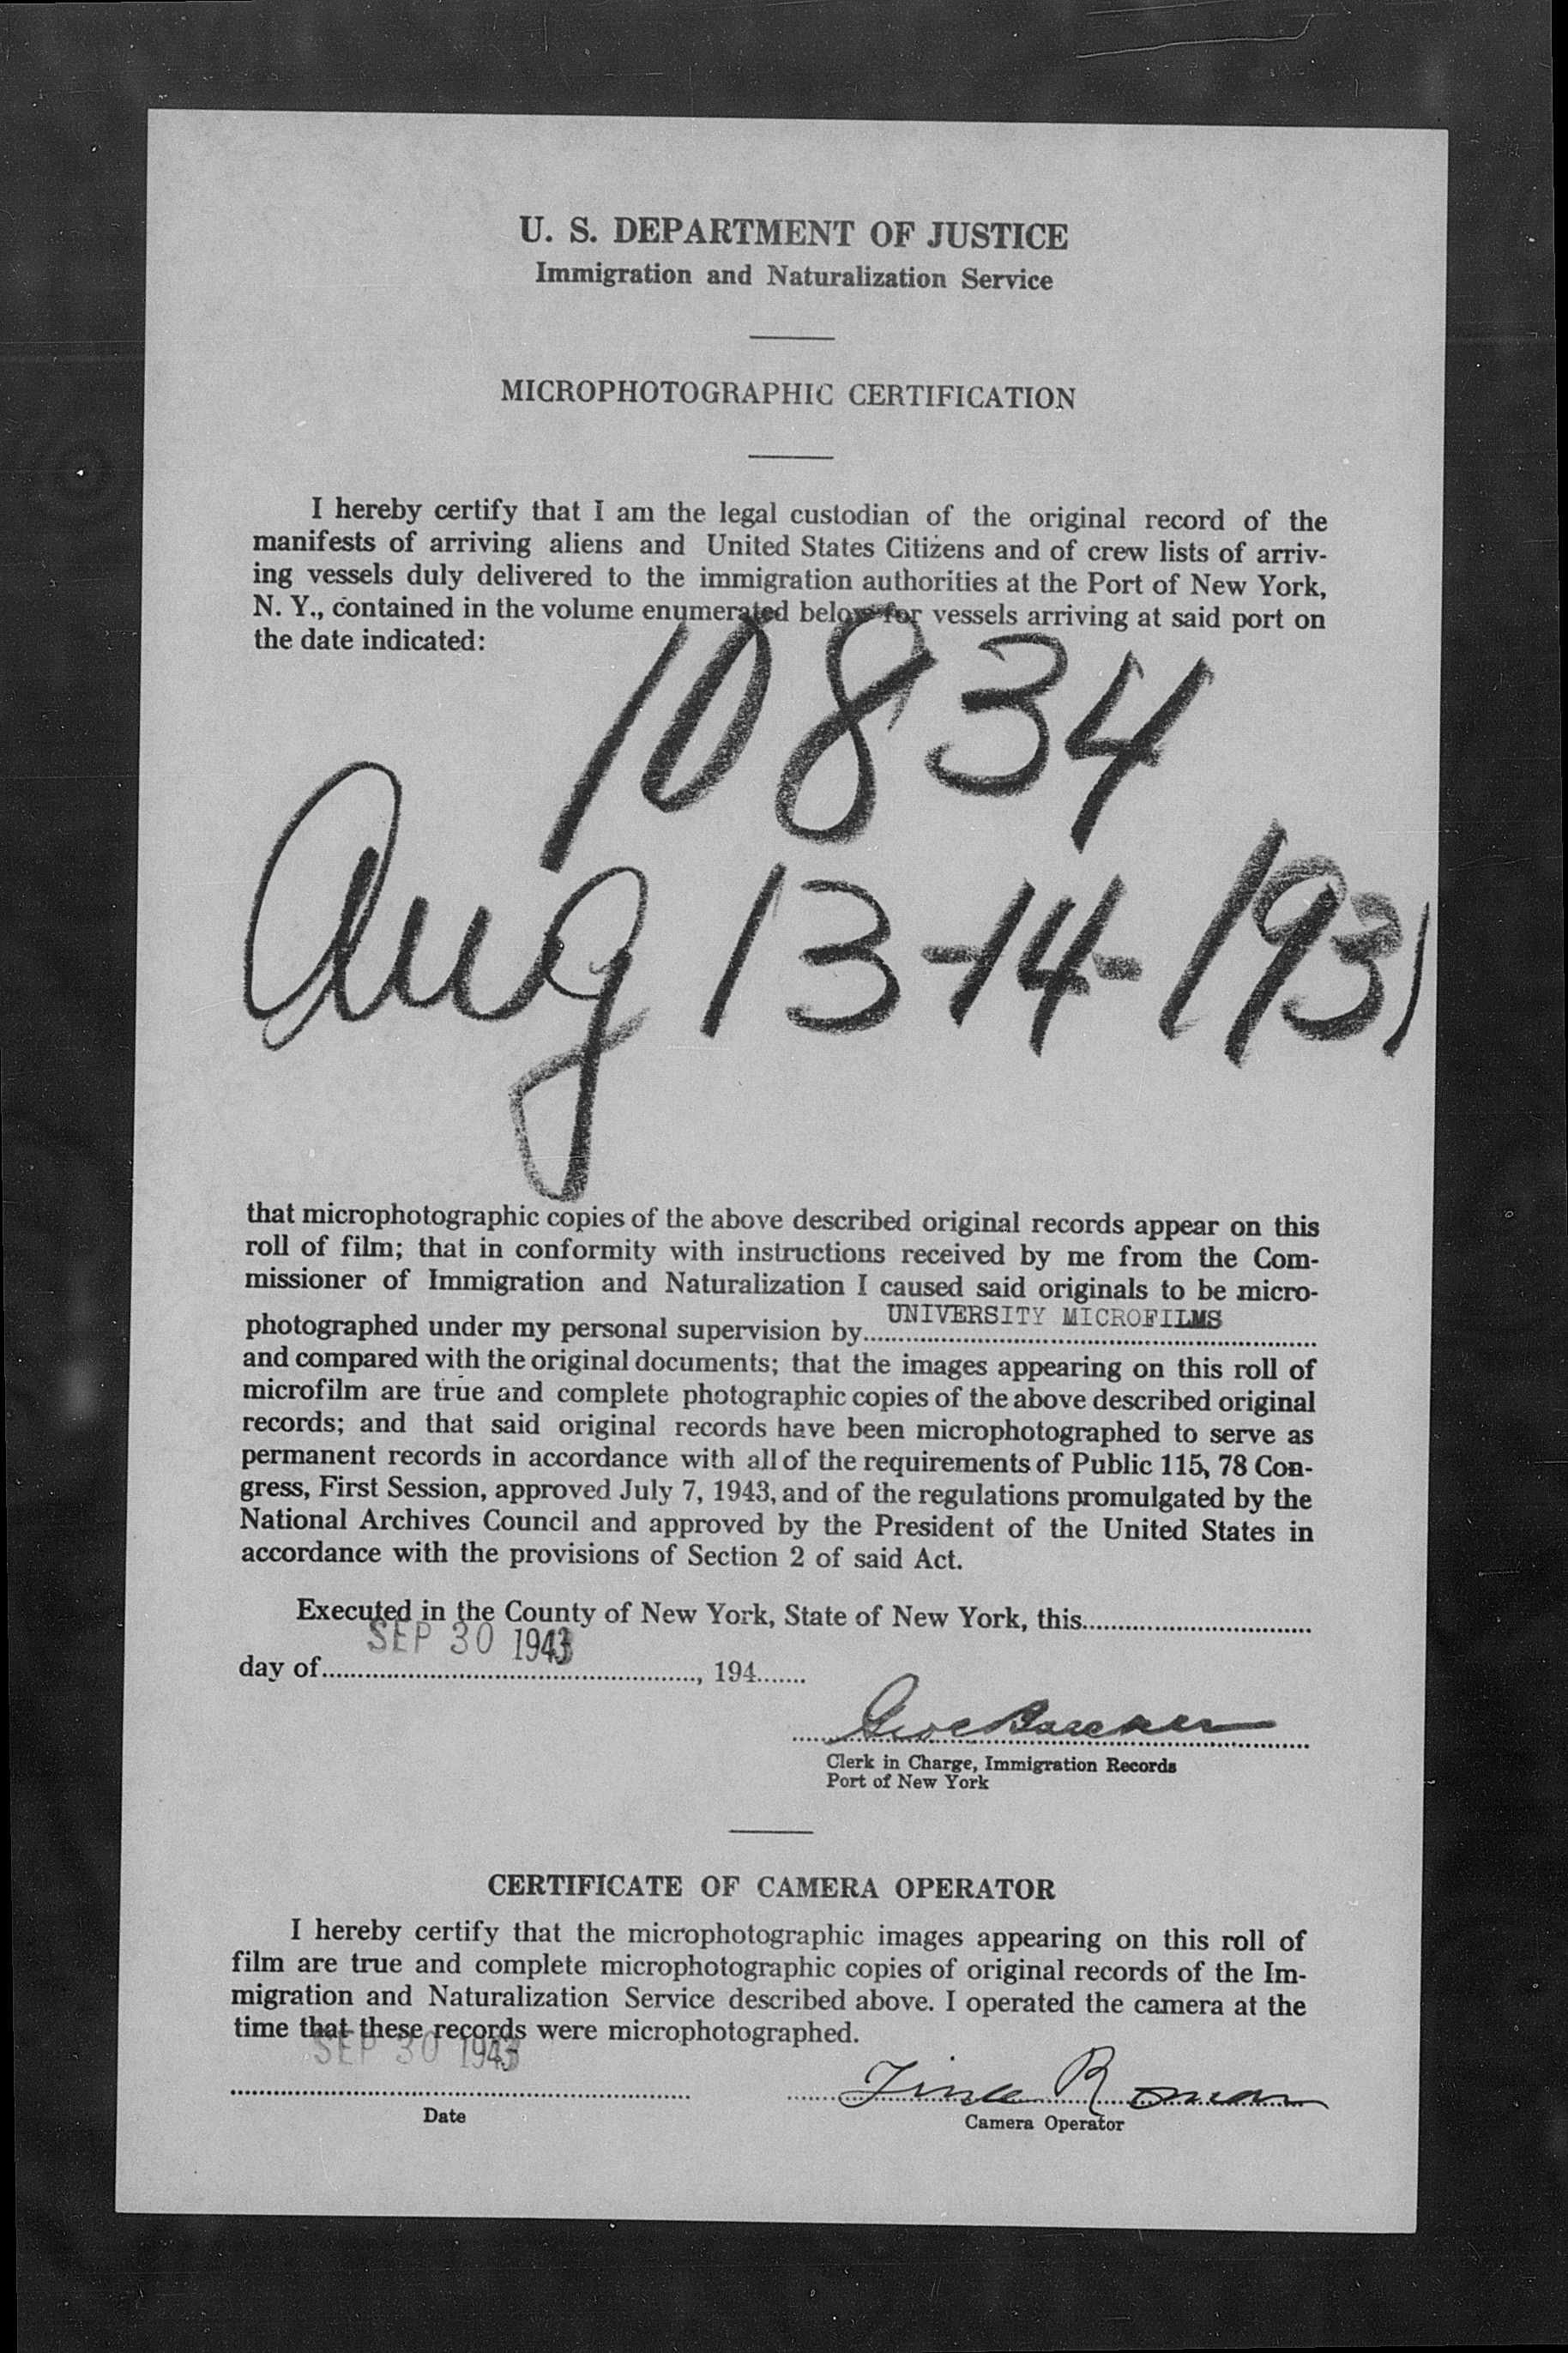 U. S. DEPARTMENT OF JUSTICE
Immigration and Naturalization Service
MICROPHOTOGRAPHIC CERTIFICATION
I hereby certify that I am the legal custodian of the original record of the
manifests of arriving aliens and United States Citizens and of crew lists of arriv-
ing vessels duly delivered to the immigration authorities at the Port of New York,
N. Y., contained in the volume enumerated below for vessels arriving at said port on
the date indicated:
10834
Aug 13-14-1931
that microphotographic copies of the above described original records appear on this
roll of film; that in conformity with instructions received by me from the Com-
missioner of Immigration and Naturalization I caused said originals to be micro-
photographed under my personal supervision by UNIVERSITY MICROFILMS
and compared with the original documents; that the images appearing on this roll of
microfilm are true and complete photographic copies of the above described original
records; and that said original records have been microphotographed to serve as
permanent records in accordance with all of the requirements of Public 115, 78 Con-
gress, First Session, approved July 7, 1943, and of the regulations promulgated by the
National Archives Council and approved by the President of the United States in
accordance with the provisions of Section 2 of said Act.
Executed in the County of New York, State of New York, this
SEP 30 1943
day of, 194
Clerk in Charge, Immigration Records
Port of New York
CERTIFICATE OF CAMERA OPERATOR
I hereby certify that the microphotographic images appearing on this roll of
film are true and complete microphotographic copies of original records of the Im-
migration and Naturalization Service described above. I operated the camera at the
time that these records were microphotographed.
SEP 30 1943
Roman
Date
Camera Operator